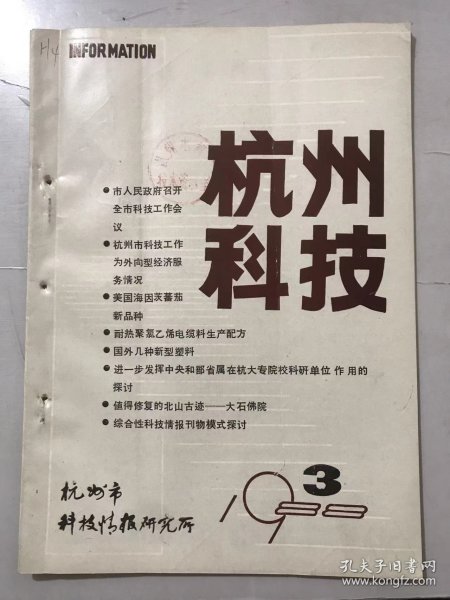 H4
INFORMATION
杭州
科技
● 市人民政府召开
全市科技工作会
议
● 杭州市科技工作
为外向型经济服
务情况
● 美国海因茨蕃茄
新品种
● 耐热聚氯乙烯电缆料生产配方
● 国外几种新型塑料
● 进一步发挥中央和部省属在杭大专院校科研单位作用的
探讨
● 值得修复的北山古迹——大石佛院
● 综合性科技情报刊物模式探讨
3
1988
杭州市
科技情报研究所
孔夫子旧书网
www.kongfz.com